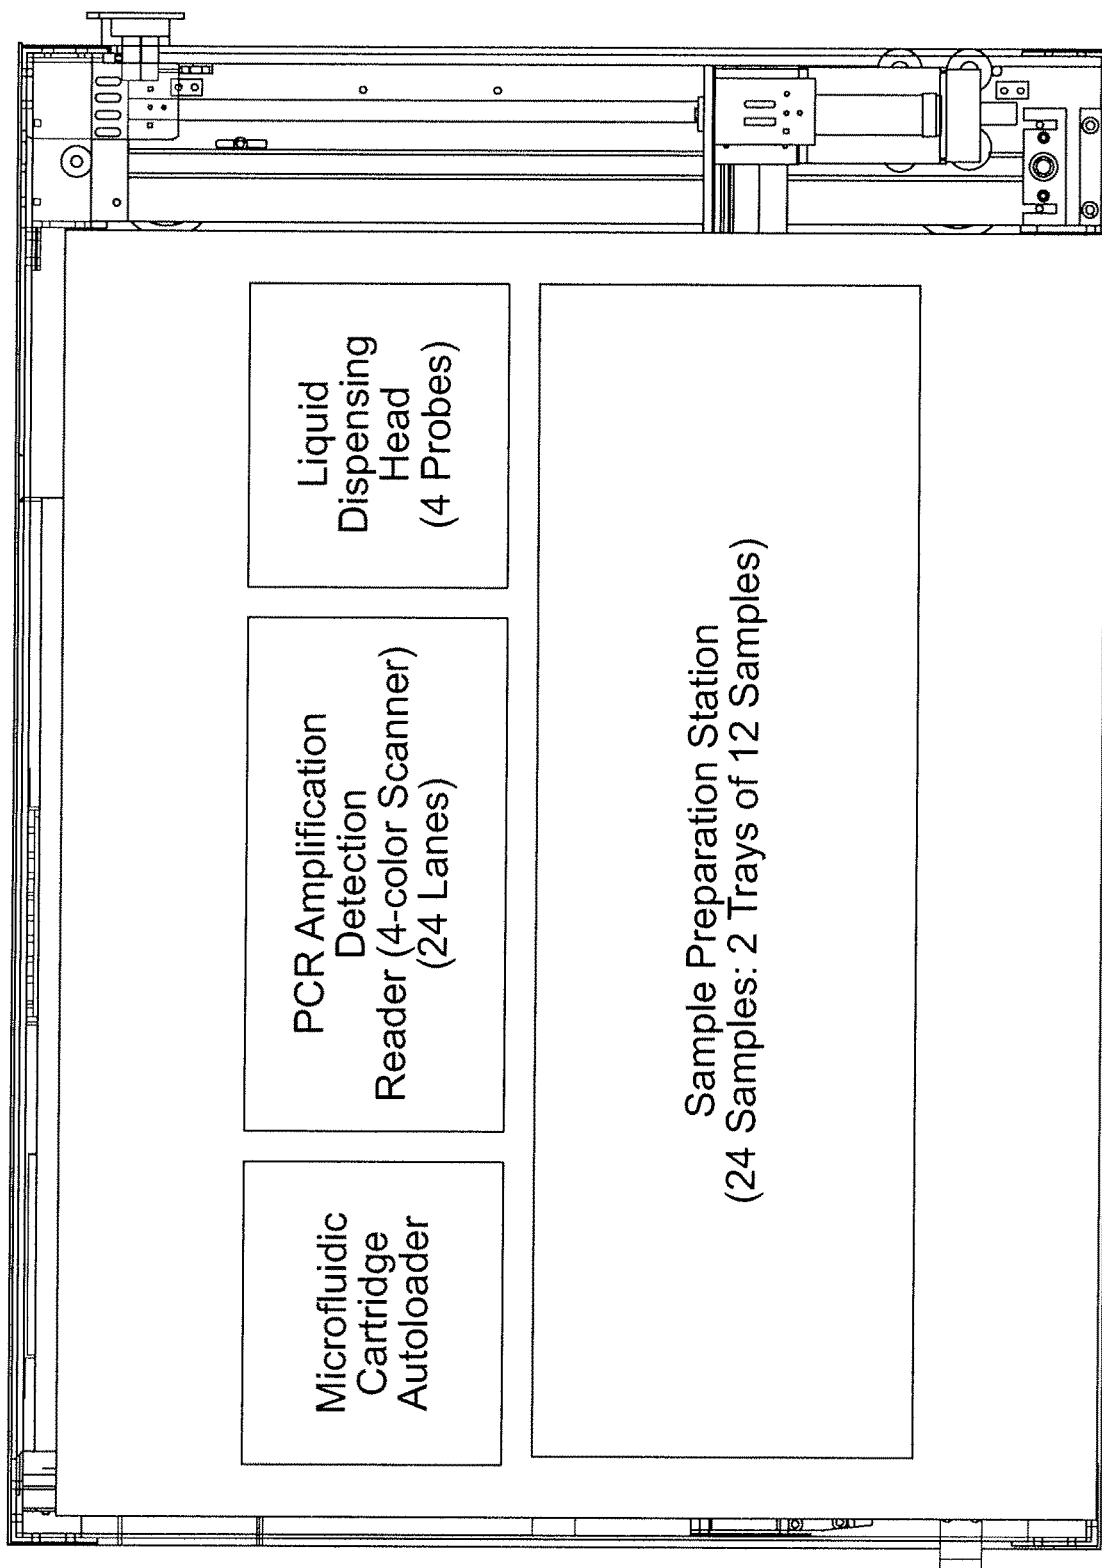 Microfluidic
Cartridge
Autoloader
PCR Amplification
Detection
Reader (4-color Scanner)
(24 Lanes)
Liquid
Dispensing
Head
(4 Probes)
Sample Preparation Station
(24 Samples: 2 Trays of 12 Samples)